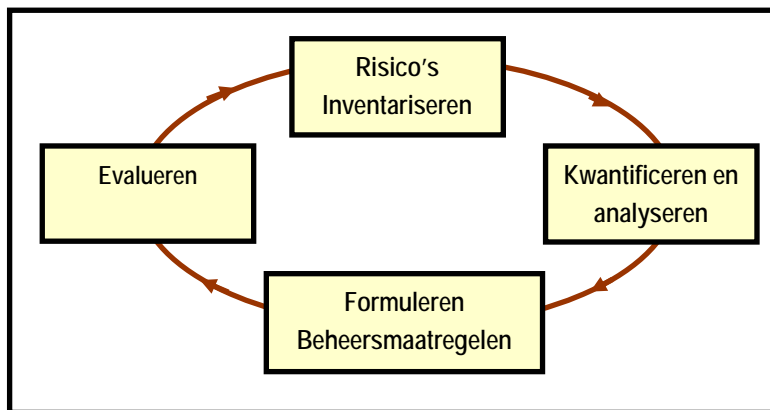 Risico's
Inventariseren
Kwantificeren en
analyseren
Formuleren
Beheersmaatregelen
Evalueren